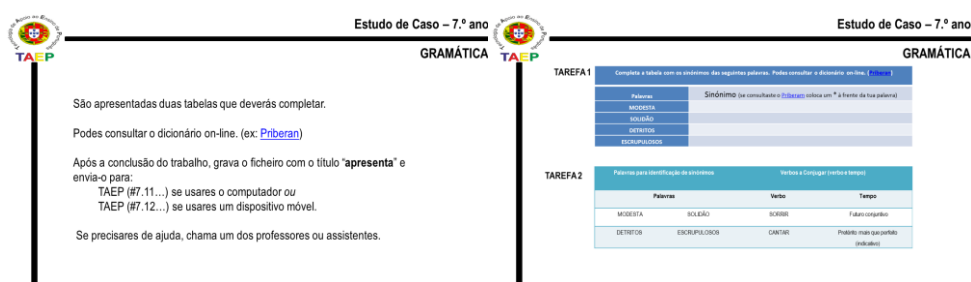 Estudo de Caso – 7.º ano
GRAMÁTICA
TAEP
São apresentadas duas tabelas que deverás completar.
Podes consultar o dicionário on-line. (ex: Priberan)
Após a conclusão do trabalho, grava o ficheiro com o título “apresenta” e
envia-o para:
TAEP (#7.11…) se usares o computador ou
TAEP (#7.12…) se usares um dispositivo móvel.
Se precisares de ajuda, chama um dos professores ou assistentes.
Estudo de Caso – 7.º ano
GRAMÁTICA
TAEP
TAREFA 1
Completa a tabela com os sinónimos das seguintes palavras. Podes consultar o dicionário on-line. (Priberan)
Palavras Sinónimo (se consultaste o Priberam coloca um * à frente da tua palavra)
MODESTA
SOLIDÃO
DETRITOS
ESCRUPULOSOS
TAREFA 2
Palavras para identificação de sinónimos Verbos a Conjugar (verbo e tempo)
Palavras Verbo Tempo
MODESTA SOLIDÃO SORRIR Futuro conjuntivo
DETRITOS ESCRUPULOSOS CANTAR Pretérito mais que perfeito
(indicativo)